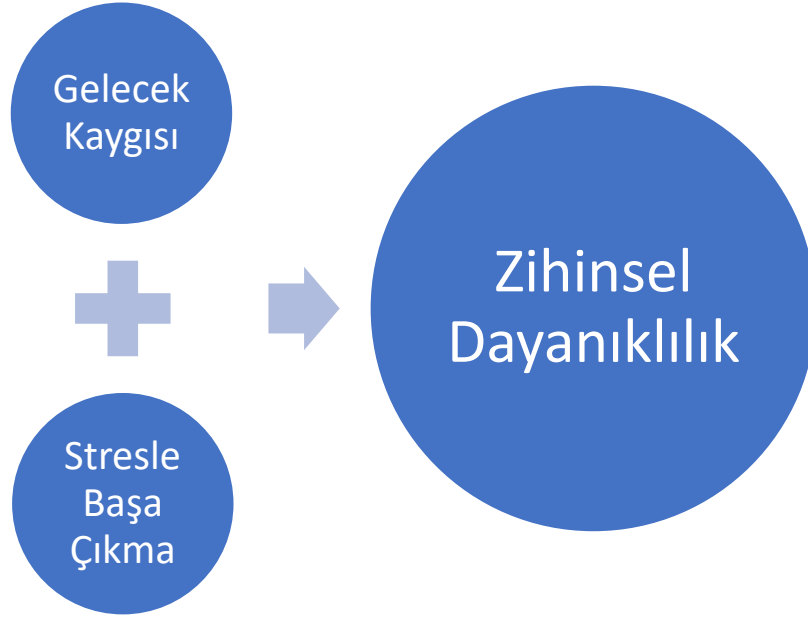 Gelecek
Kaygısı
Stresle
Başa
Çıkma
Zihinsel
Dayanıklılık